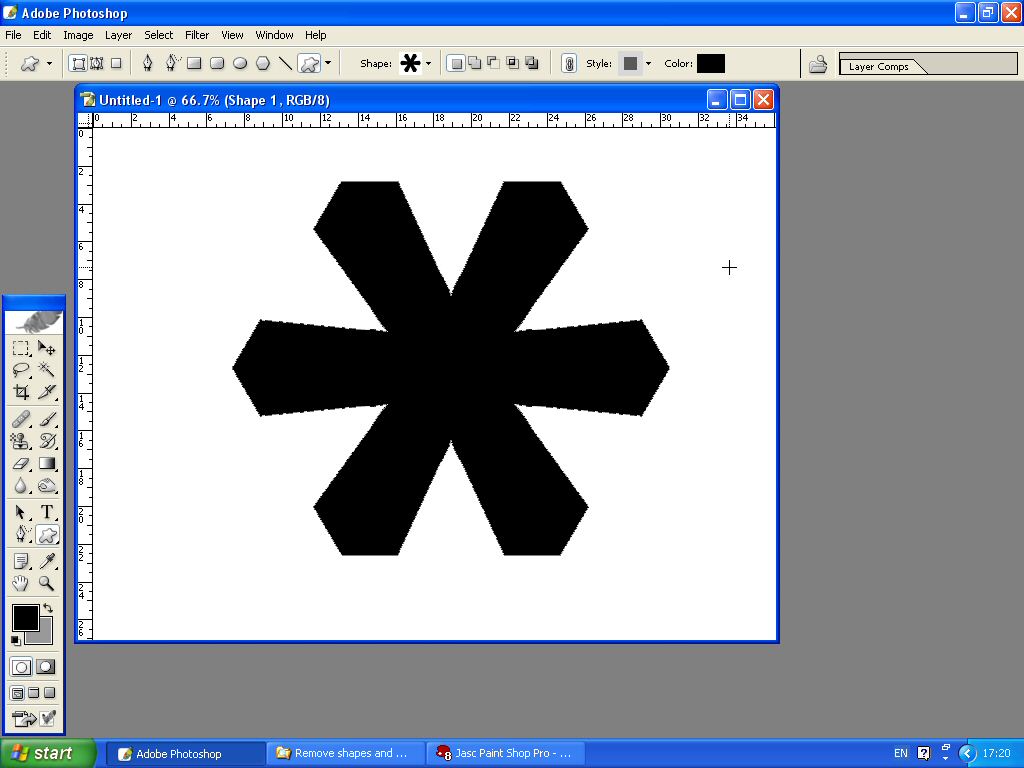 Adobe Photoshop
File Edit Image Layer Select Filter View Window Help
Shape: Style: Color: Layer Comps
Untitled-1 @ 66.7% (Shape 1, RGB/8)
0 2 4 6 8 10 12 14 16 18 20 22 24 26 28 30 32 34
0
2
4
6
8
10
12
14
16
18
20
22
24
26
T
start Adobe Photoshop Remove shapes and ... 8 Jasc Paint Shop Pro - ... EN ? 17:20